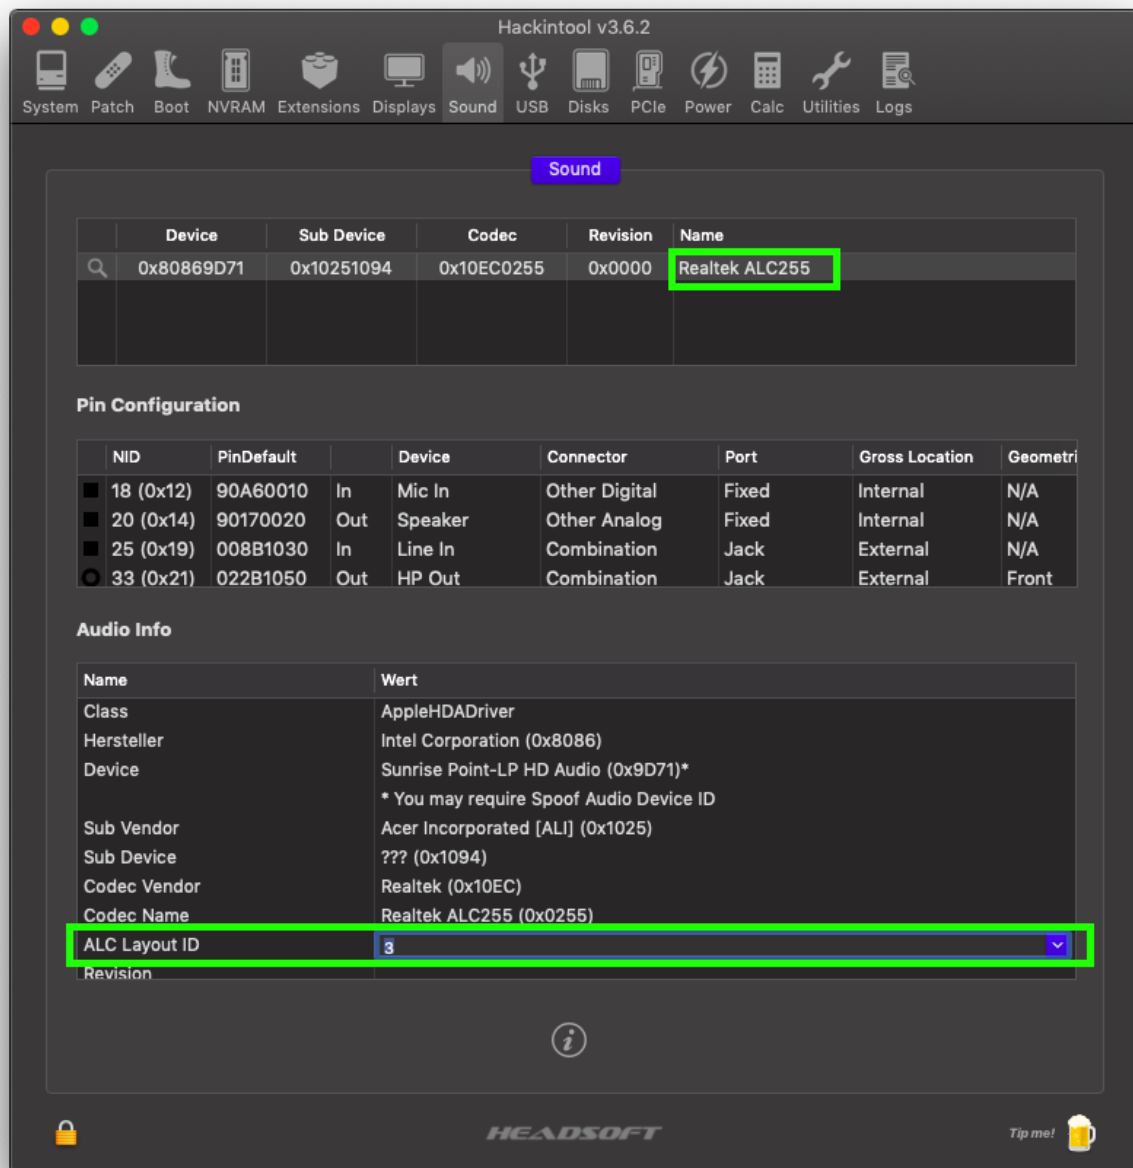 Hackintool v3.6.2
System Patch Boot NVRAM Extensions Displays Sound USB Disks PCIe Power Calc Utilities Logs
Sound
Device Sub Device Codec Revision Name
0x80869D71 0x10251094 0x10EC0255 0x0000 Realtek ALC255
Pin Configuration
NID PinDefault Device Connector Port Gross Location Geometri
18 (0x12) 90A60010 In Mic In Other Digital Fixed Internal N/A
20 (0x14) 90170020 Out Speaker Other Analog Fixed Internal N/A
25 (0x19) 008B1030 In Line In Combination Jack External N/A
33 (0x21) 022B1050 Out HP Out Combination Jack External Front
Audio Info
Name Wert
Class AppleHDADriver
Hersteller Intel Corporation (0x8086)
Device Sunrise Point-LP HD Audio (0x9D71)*
* You may require Spoof Audio Device ID
Sub Vendor Acer Incorporated [ALI] (0x1025)
Sub Device ??? (0x1094)
Codec Vendor Realtek (0x10EC)
Codec Name Realtek ALC255 (0x0255)
ALC Layout ID 3
Revision
HEADSOFT
Tip me!